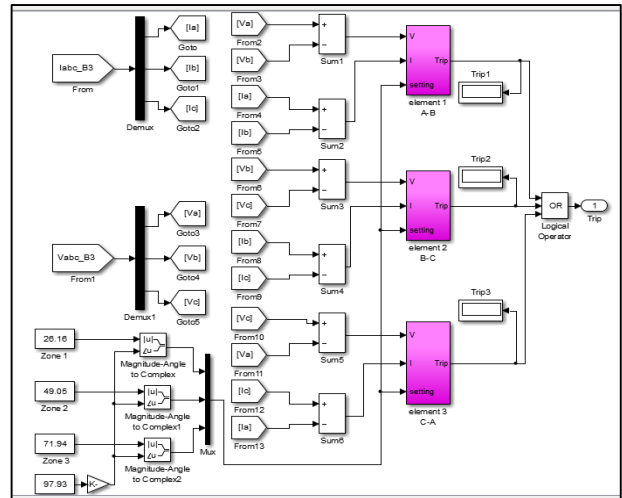 Iabc_B3
From
Demux
[Ia]
Goto
[Ib]
Goto1
[Ic]
Goto2
Vabc_B3
From1
Demux1
[Va]
Goto3
[Vb]
Goto4
[Vc]
Goto5
26.16
Zone 1
|u|
∠u
Magnitude-Angle
to Complex
49.05
Zone 2
|u|
∠u
Magnitude-Angle
to Complex1
71.94
Zone 3
|u|
∠u
Magnitude-Angle
to Complex2
97.93
-K-
Mux
[Va]
From2
[Vb]
From3
+
−
Sum1
[Ia]
From4
[Ib]
From5
+
−
Sum2
[Vb]
From6
[Vc]
From7
+
−
Sum3
[Ib]
From8
[Ic]
From9
+
−
Sum4
[Vc]
From10
[Va]
From11
+
−
Sum5
[Ic]
From12
[Ia]
From13
+
−
Sum6
V
I
setting
Trip
element 1
A-B
V
I
setting
Trip
element 2
B-C
V
I
setting
Trip
element 3
C-A
Trip1
Trip2
Trip3
OR
Logical
Operator
1
Trip